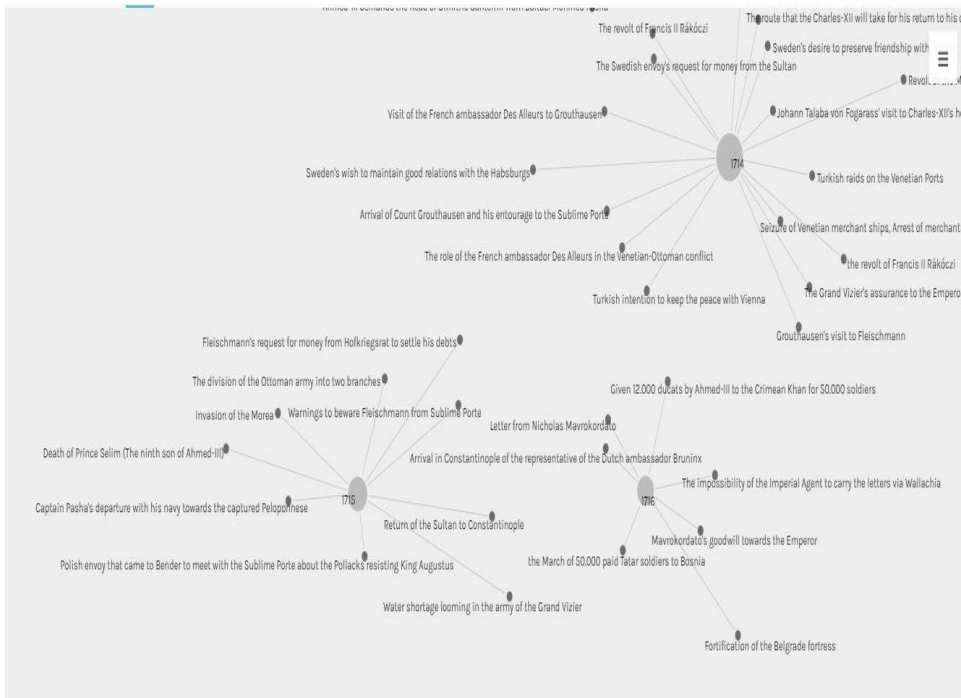 The revolt of Francis II Rákóczi
The route that the Charles-XII will take for his return to his
Sweden's desire to preserve friendship with
The Swedish envoy's request for money from the Sultan
Visit of the French ambassador Des Alleurs to Grouthausen
Johann Talaba von Fogarass' visit to Charles-XII's
1714
Sweden's wish to maintain good relations with the Habsburgs
Turkish raids on the Venetian Ports
Arrival of Count Grouthausen and his entourage to the Sublime Porte
Seizure of Venetian merchant ships, Arrest of merchant
The role of the French ambassador Des Alleurs in the Venetian-Ottoman conflict
the revolt of Francis II Rákóczi
Turkish intention to keep the peace with Vienna
The Grand Vizier's assurance to the Empero
Grouthausen's visit to Fleischmann
Fleischmann's request for money from Hofkriegsrat to settle his debts
The division of the Ottoman army into two branches
Given 12.000 ducats by Ahmed-III to the Crimean Khan for 50.000 soldiers
Invasion of the Morea
Warnings to beware Fleischmann from Sublime Porte
Letter from Nicholas Mavrokordato
Death of Prince Selim (The ninth son of Ahmed-III)
Arrival in Constantinople of the representative of the Dutch ambassador Bruninx
The impossibility of the Imperial Agent to carry the letters via Wallachia
1715
1716
Captain Pasha's departure with his navy towards the captured Peloponnese
Return of the Sultan to Constantinople
Mavrokordato's goodwill towards the Emperor
Polish envoy that came to Bender to meet with the Sublime Porte about the Pollacks resisting King Augustus
the March of 50.000 paid Tatar soldiers to Bosnia
Water shortage looming in the army of the Grand Vizier
Fortification of the Belgrade fortress